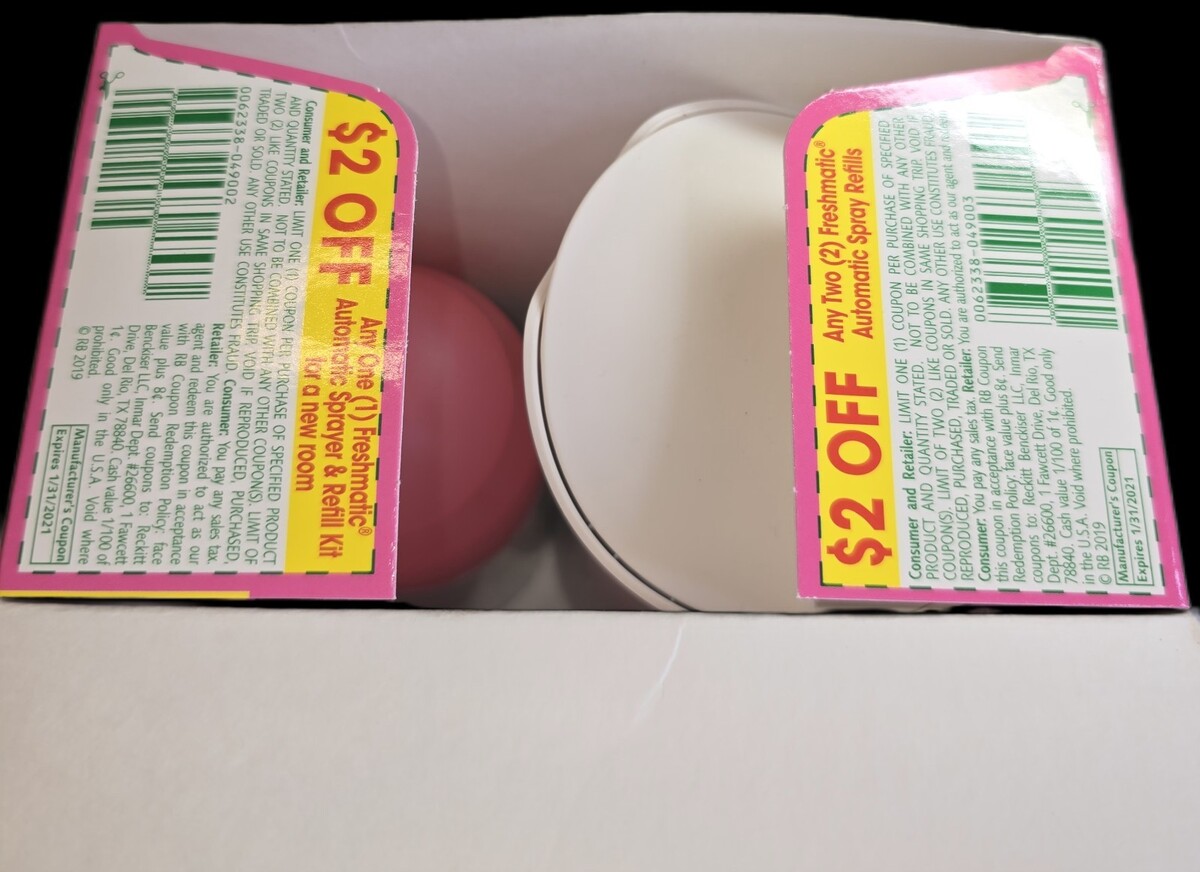 $2 OFF
Any One (1) Freshmatic®
Automatic Sprayer & Refill Kit
for a new room
Consumer and Retailer: LIMIT ONE (1) COUPON PER PURCHASE OF SPECIFIED PRODUCT
AND QUANTITY STATED. NOT TO BE COMBINED WITH ANY OTHER COUPON(S). LIMIT OF
TWO (2) LIKE COUPONS IN SAME SHOPPING TRIP. VOID IF REPRODUCED, PURCHASED,
TRADED OR SOLD. ANY OTHER USE CONSTITUTES FRAUD. Consumer: You pay any sales tax.
0062338-049002
Retailer: You are authorized to act as our
agent and redeem this coupon in acceptance
with RB Coupon Redemption Policy: face
value plus 8¢. Send coupons to: Reckitt
Benckiser LLC, Inmar Dept. #26600, 1 Fawcett
Drive, Del Rio, TX 78840. Cash value 1/100 of
1¢. Good only in the U.S.A. Void where
prohibited.
© RB 2019
Manufacturer's Coupon
Expires 1/31/2021
$2 OFF
Any Two (2) Freshmatic®
Automatic Spray Refills
Consumer and Retailer: LIMIT ONE (1) COUPON PER PURCHASE OF SPECIFIED
PRODUCT AND QUANTITY STATED. NOT TO BE COMBINED WITH ANY OTHER
COUPON(S). LIMIT OF TWO (2) LIKE COUPONS IN SAME SHOPPING TRIP. VOID IF
REPRODUCED, PURCHASED, TRADED OR SOLD. ANY OTHER USE CONSTITUTES FRAUD.
Consumer: You pay any sales tax. Retailer: You are authorized to act as our agent and redeem
this coupon in acceptance with RB Coupon
Redemption Policy: face value plus 8¢. Send
coupons to: Reckitt Benckiser LLC, Inmar
Dept. #26600, 1 Fawcett Drive, Del Rio, TX
78840. Cash value 1/100 of 1¢. Good only
in the U.S.A. Void where prohibited.
© RB 2019
0062338-049003
Manufacturer's Coupon
Expires 1/31/2021